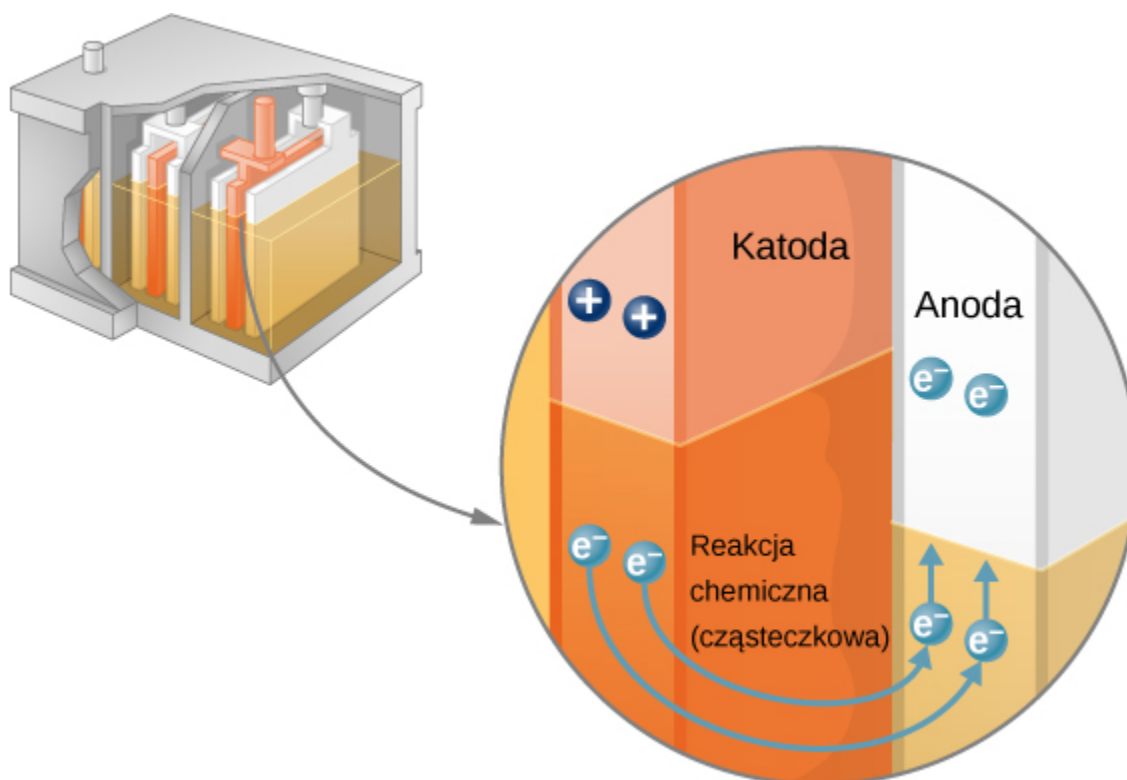 Katoda
Anoda
+
+
e⁻
e⁻
e⁻
e⁻
Reakcja
chemiczna
(cząsteczkowa)
e⁻
e⁻